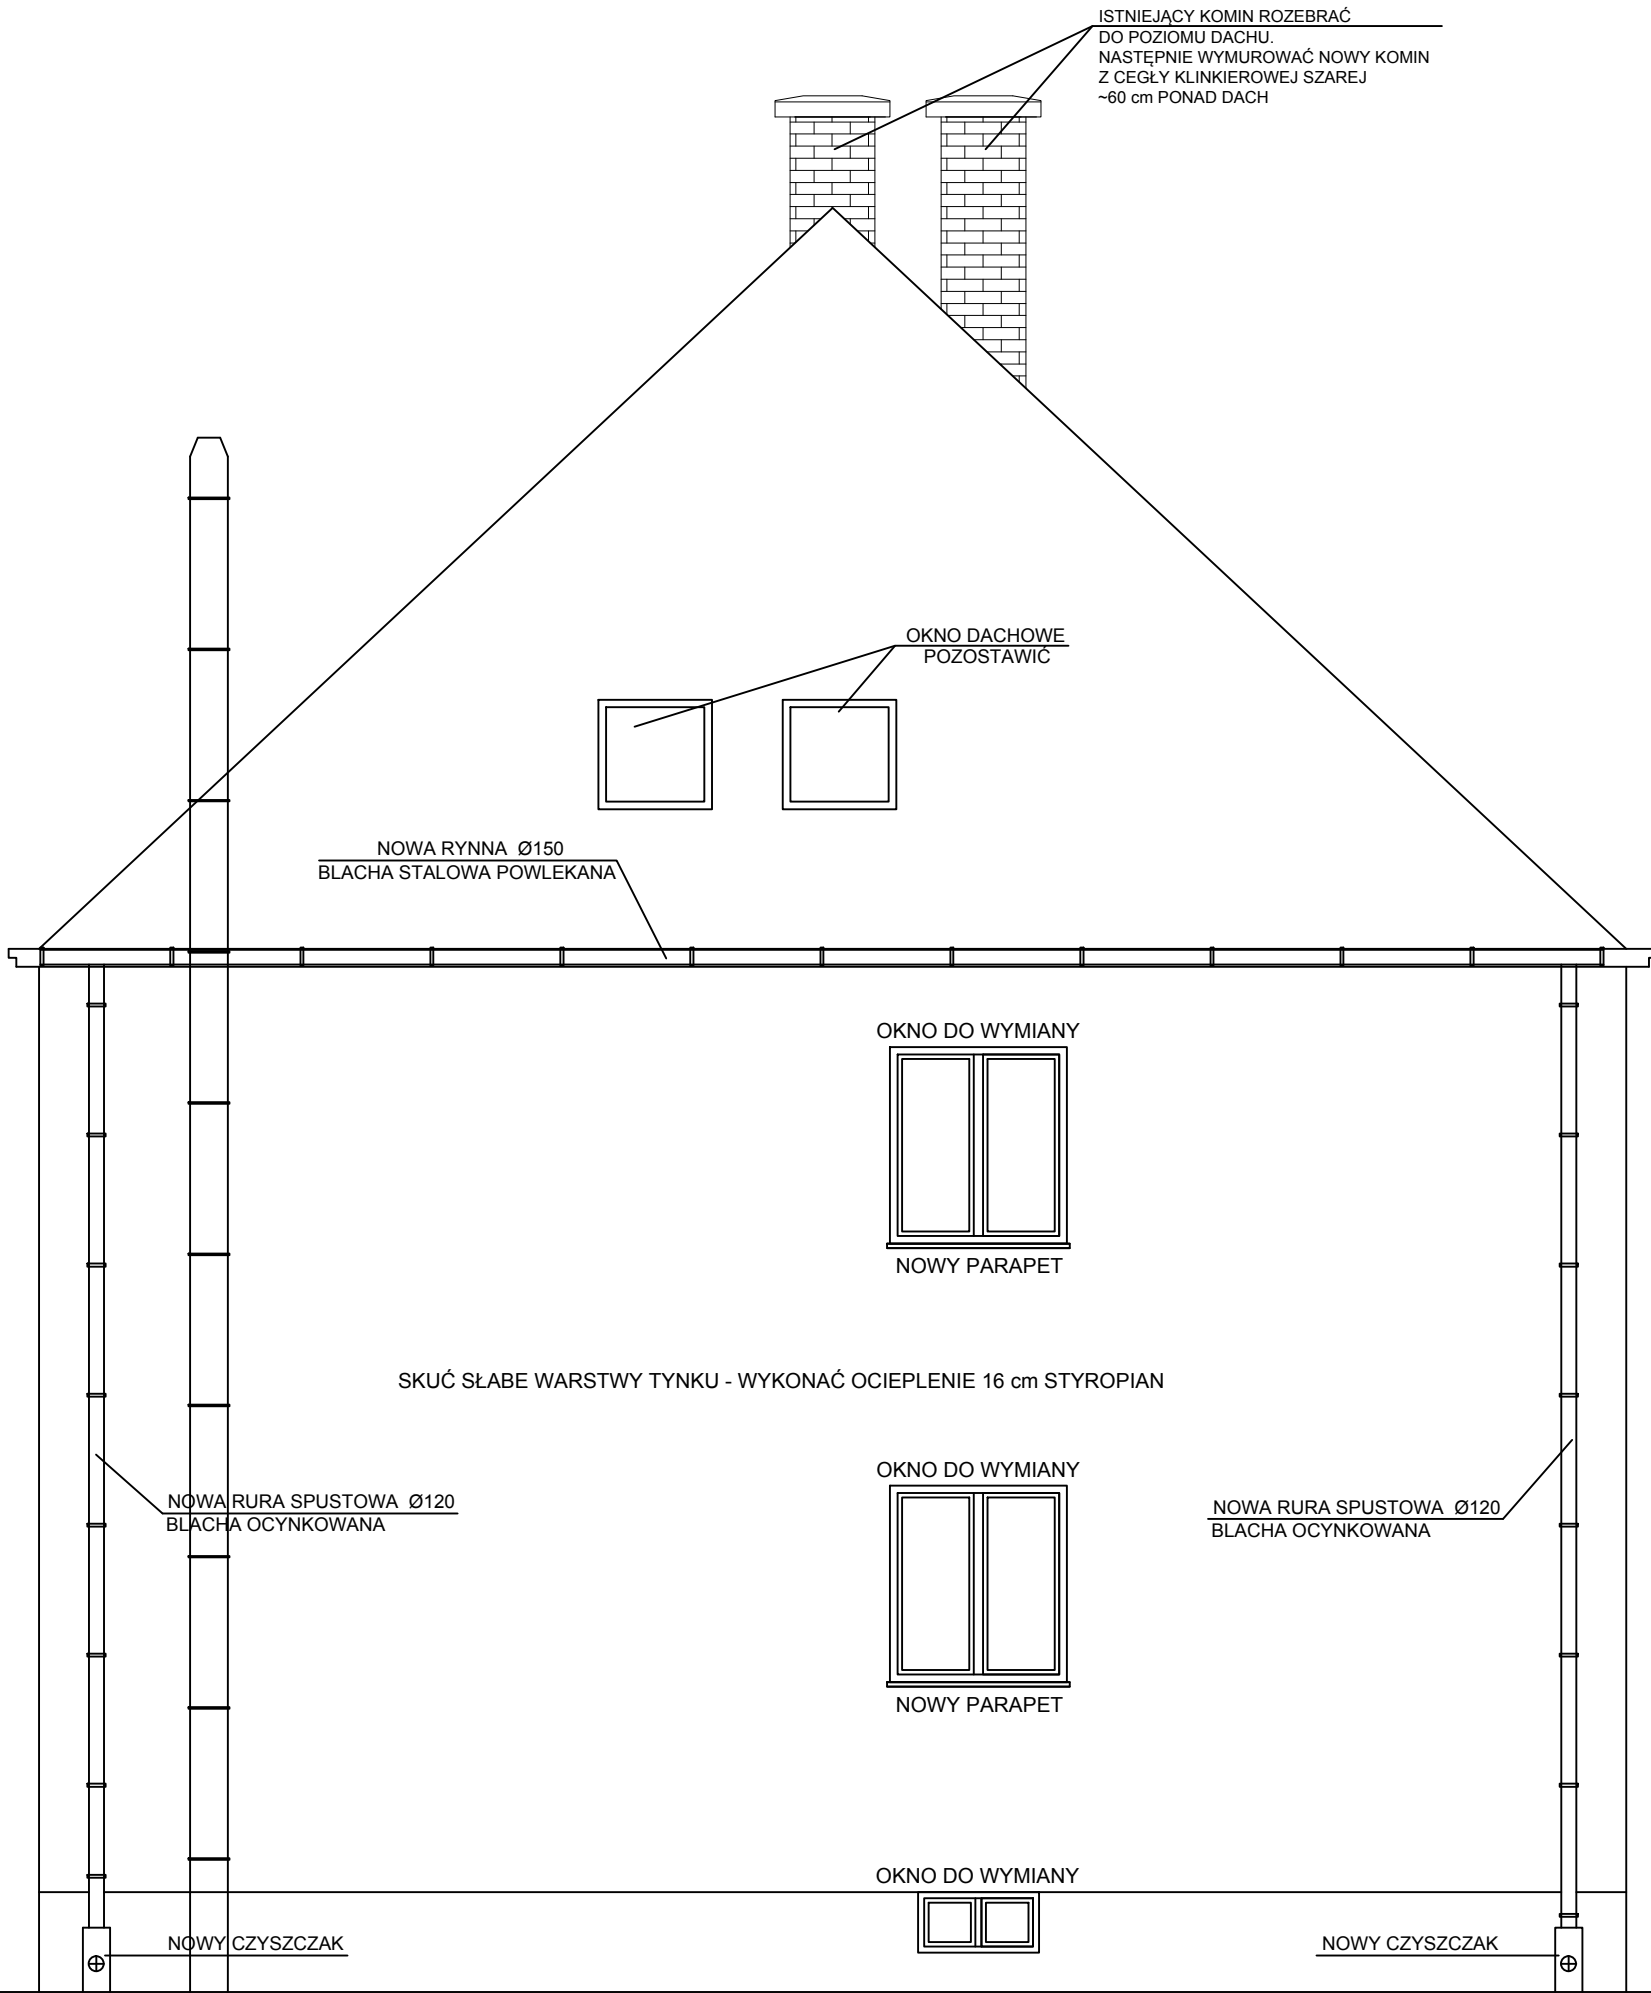 ISTNIEJĄCY KOMIN ROZEBRAĆ
DO POZIOMU DACHU.
NASTĘPNIE WYMUROWAĆ NOWY KOMIN
Z CEGŁY KLINKIEROWEJ SZAREJ
~60 cm PONAD DACH
OKNO DACHOWE
POZOSTAWIĆ
NOWA RYNNA Ø150
BLACHA STALOWA POWLEKANA
OKNO DO WYMIANY
NOWY PARAPET
SKUĆ SŁABE WARSTWY TYNKU - WYKONAĆ OCIEPLENIE 16 cm STYROPIAN
OKNO DO WYMIANY
NOWA RURA SPUSTOWA Ø120
BLACHA OCYNKOWANA
NOWA RURA SPUSTOWA Ø120
BLACHA OCYNKOWANA
NOWY PARAPET
OKNO DO WYMIANY
NOWY CZYSZCZAK
NOWY CZYSZCZAK